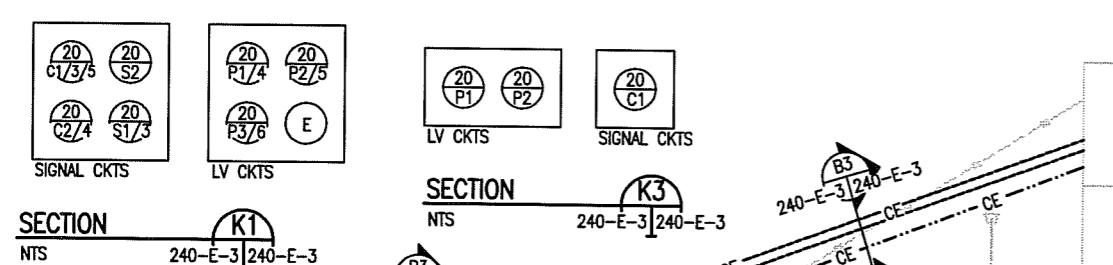 20 C1/3/5
20 S2
20 C2/4
20 S1/3
SIGNAL CKTS
20 P1/4
20 P2/5
20 P3/6
E
LV CKTS
SECTION K1
NTS
240-E-3 240-E-3
20 P1
20 P2
LV CKTS
20 C1
SIGNAL CKTS
SECTION K3
NTS
240-E-3 240-E-3
B3
B3
240-E-3 240-E-3
CE
CE
CE